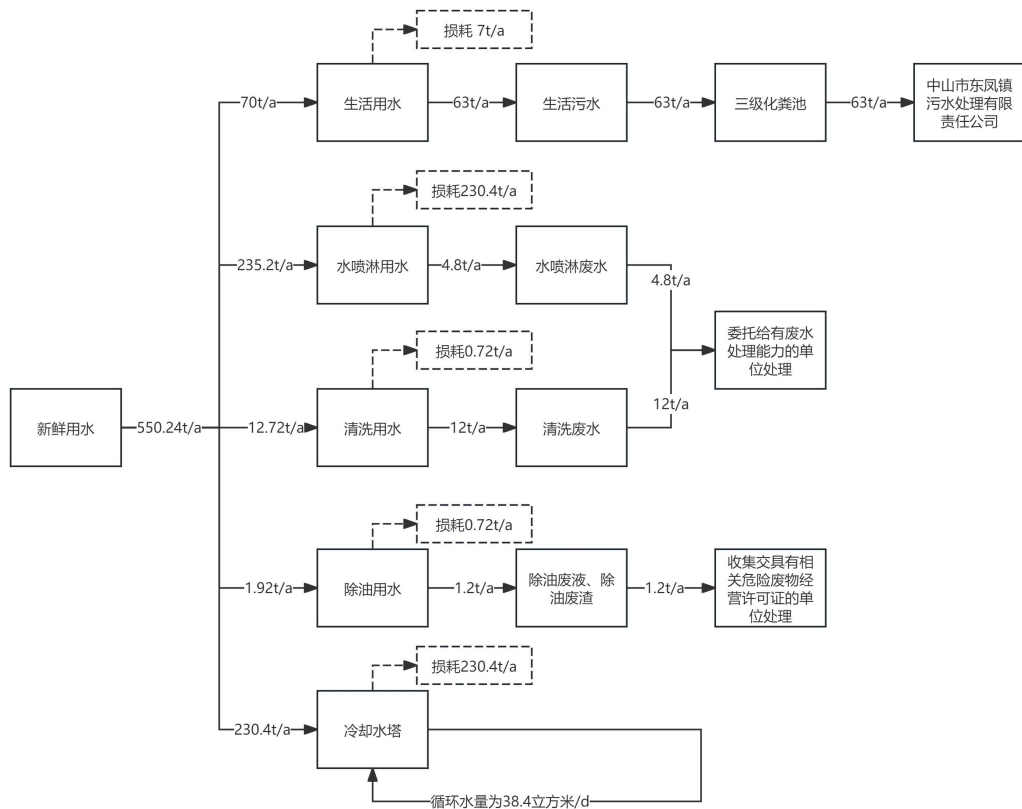 损耗 7t/a
70t/a
生活用水
63t/a
生活污水
63t/a
三级化粪池
63t/a
中山市东凤镇
污水处理有限
责任公司
损耗230.4t/a
235.2t/a
水喷淋用水
4.8t/a
水喷淋废水
4.8t/a
委托给有废水
处理能力的单
位处理
损耗0.72t/a
新鲜用水
550.24t/a
12.72t/a
清洗用水
12t/a
清洗废水
12t/a
损耗0.72t/a
1.92t/a
除油用水
1.2t/a
除油废液、除
油废渣
1.2t/a
收集交具有相
关危险废物经
营许可证的单
位处理
损耗230.4t/a
230.4t/a
冷却水塔
循环水量为38.4立方米/d